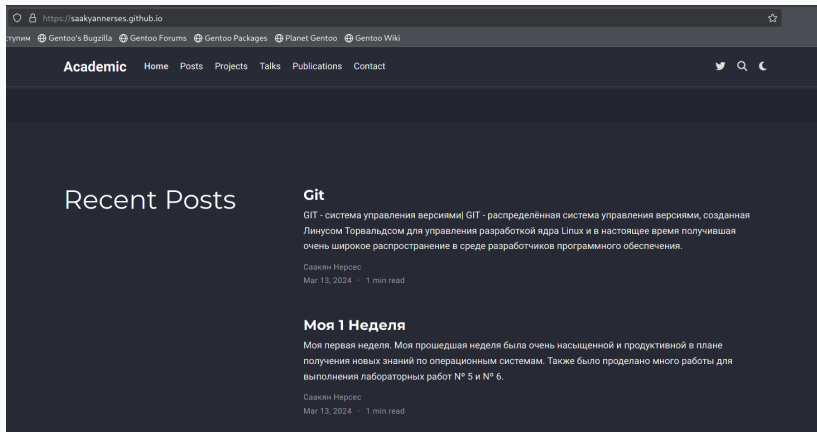 https://saakyannerses.github.io
ступим Gentoo's Bugzilla Gentoo Forums Gentoo Packages Planet Gentoo Gentoo Wiki
Academic Home Posts Projects Talks Publications Contact
Recent Posts
Git
GIT - система управления версиями| GIT - распределённая система управления версиями, созданная
Линусом Торвальдсом для управления разработкой ядра Linux и в настоящее время получившая
очень широкое распространение в среде разработчиков программного обеспечения.
Саакян Нерсес
Mar 13, 2024 · 1 min read
Моя 1 Неделя
Моя первая неделя. Моя прошедшая неделя была очень насыщенной и продуктивной в плане
получения новых знаний по операционным системам. Также было проделано много работы для
выполнения лабораторных работ № 5 и № 6.
Саакян Нерсес
Mar 13, 2024 · 1 min read